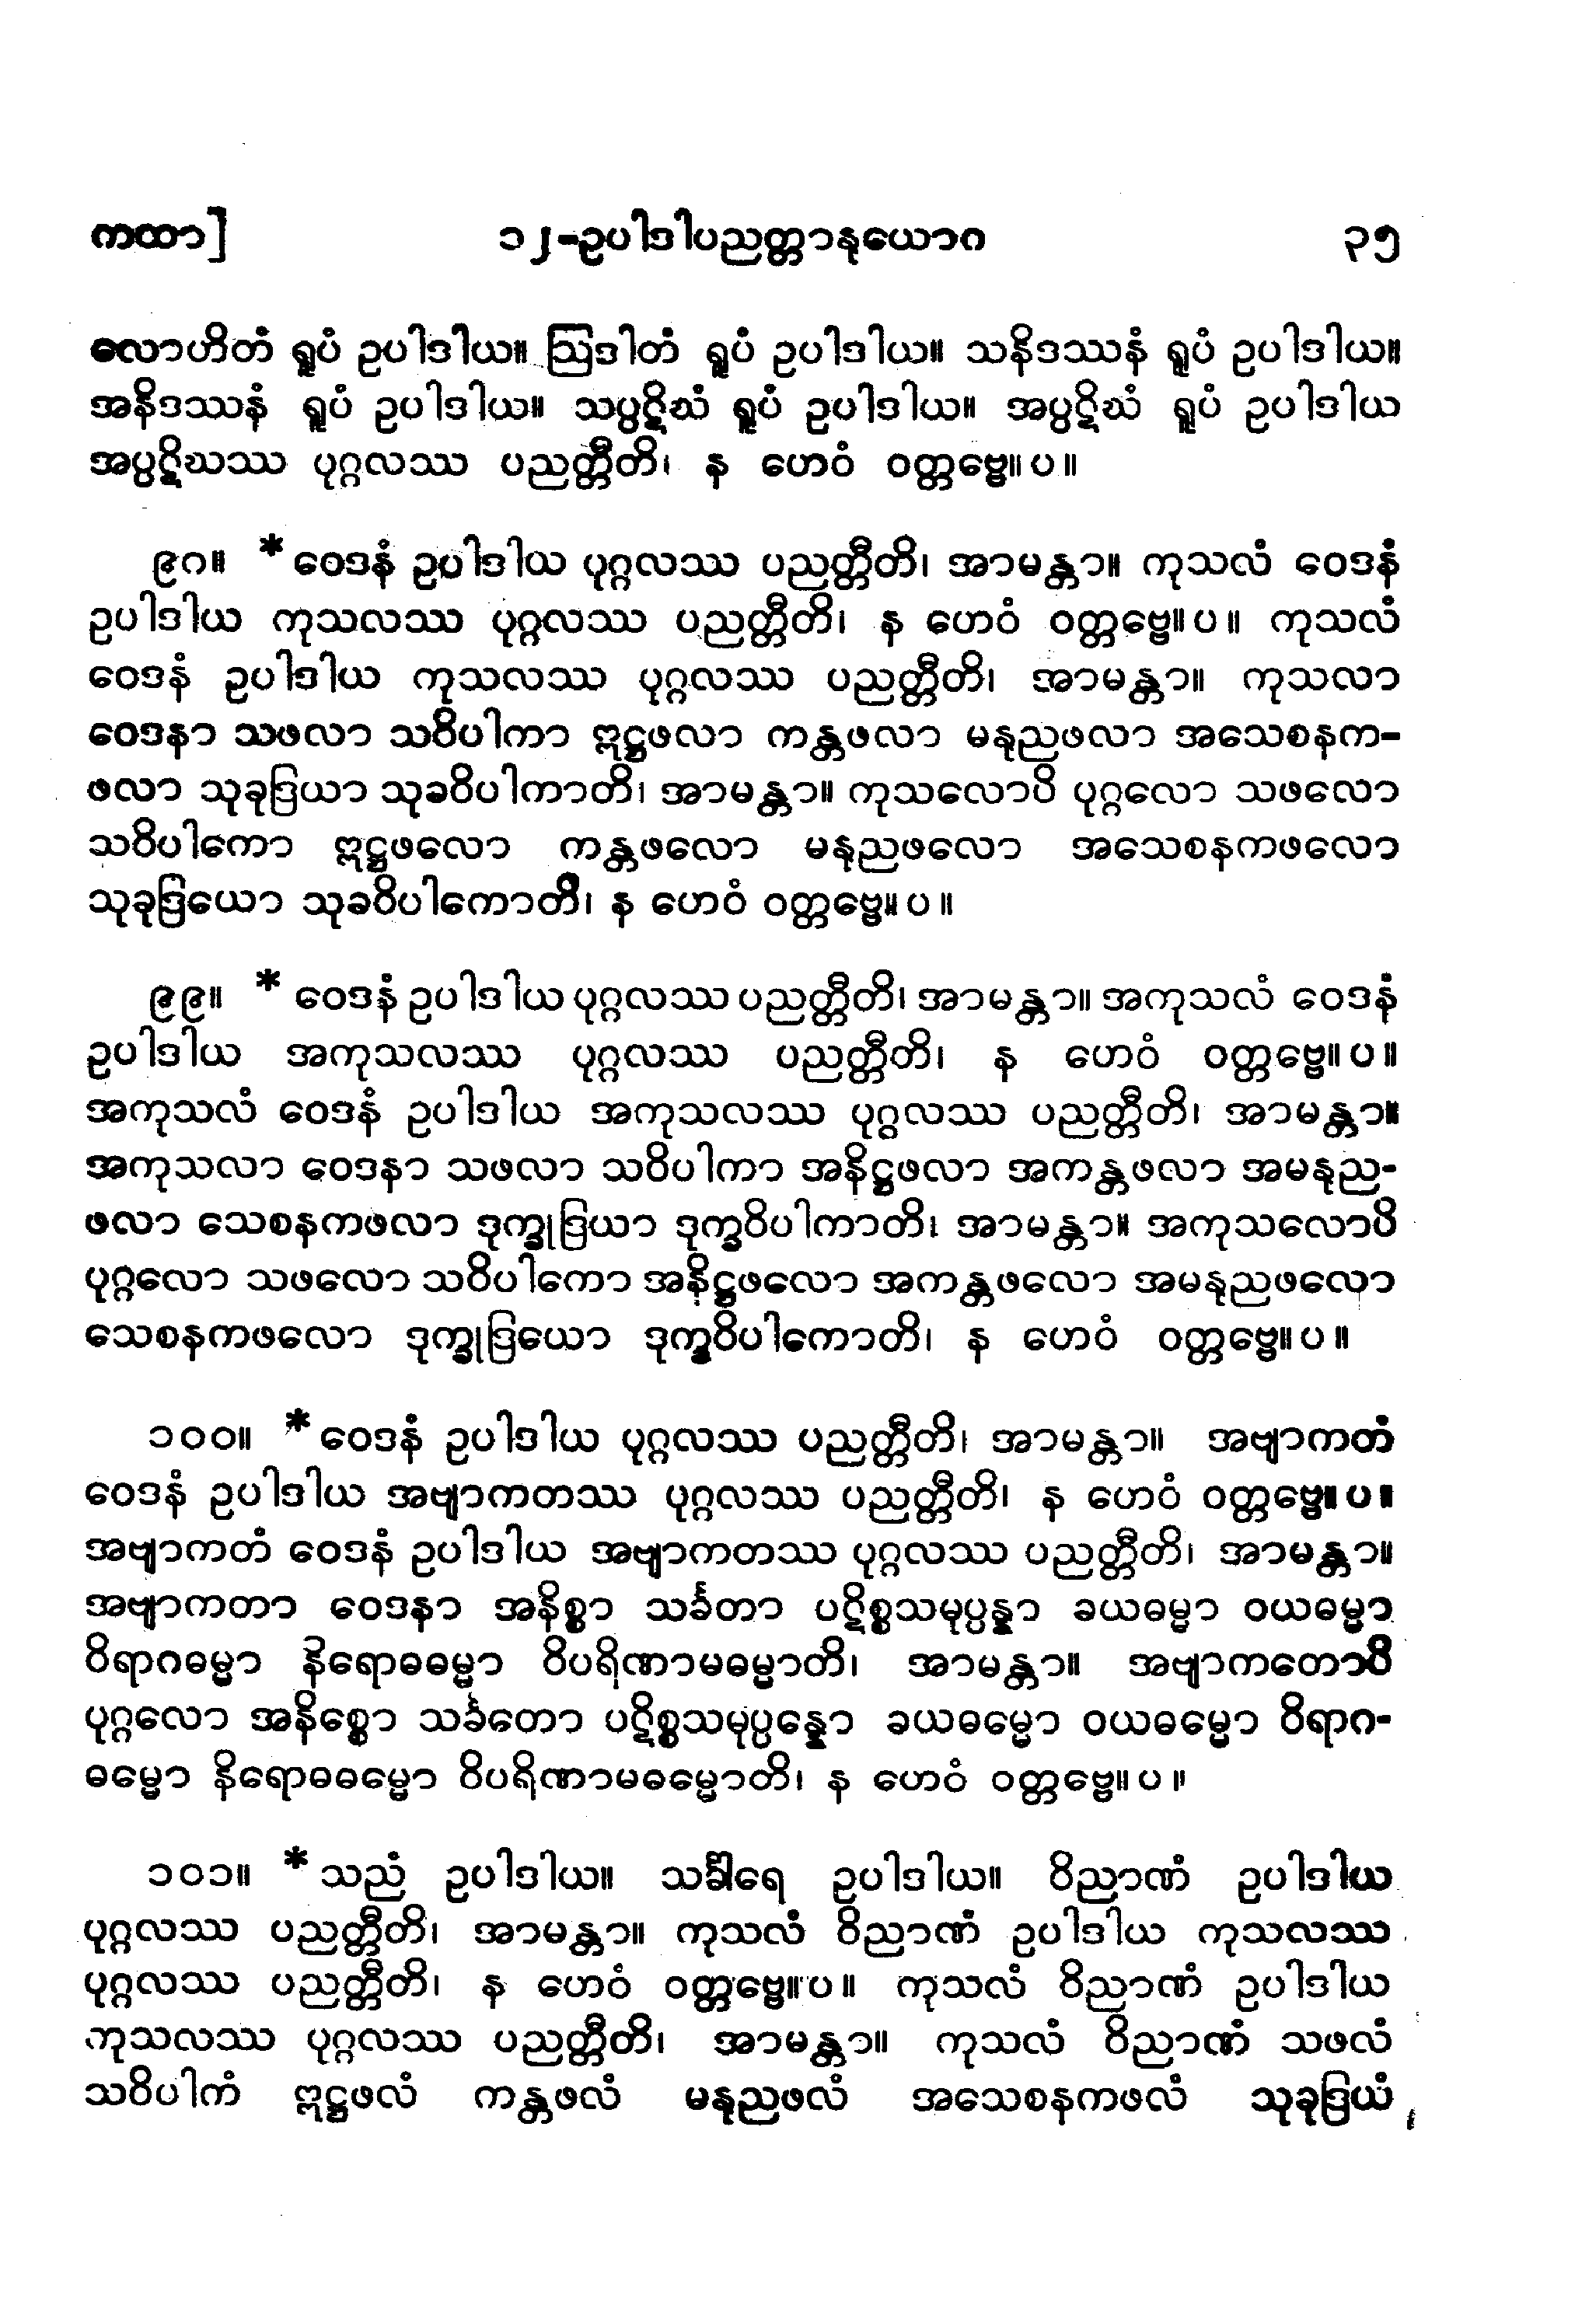 ကထာ] ၁၂-ဥပါဒါပညတ္တာနုယောဂ ၃၅
လောဟိတံ ရူပံ ဥပါဒါယ။ ဩဒါတံ ရူပံ ဥပါဒါယ။ သနိဒဿနံ ရူပံ ဥပါဒါယ။
အနိဒဿနံ ရူပံ ဥပါဒါယ။ သပ္ပဋိဃံ ရူပံ ဥပါဒါယ။ အပ္ပဋိဃံ ရူပံ ဥပါဒါယ
အပ္ပဋိဃဿ ပုဂ္ဂလဿ ပညတ္တီတိ၊ န ဟေဝံ ဝတ္တဗ္ဗေ။ ပ ။
၉၈။ * ဝေဒနံ ဥပါဒါယ ပုဂ္ဂလဿ ပညတ္တီတိ၊ အာမန္တာ။ ကုသလံ ဝေဒနံ
ဥပါဒါယ ကုသလဿ ပုဂ္ဂလဿ ပညတ္တီတိ၊ န ဟေဝံ ဝတ္တဗ္ဗေ။ ပ ။ ကုသလံ
ဝေဒနံ ဥပါဒါယ ကုသလဿ ပုဂ္ဂလဿ ပညတ္တီတိ၊ အာမန္တာ။ ကုသလာ
ဝေဒနာ သဖလာ သဝိပါကာ ဣဋ္ဌဖလာ ကန္တဖလာ မနုညဖလာ အသေစနက-
ဖလာ သုခုဒြယာ သုခဝိပါကာတိ၊ အာမန္တာ။ ကုသလောပိ ပုဂ္ဂလော သဖလော
သဝိပါကော ဣဋ္ဌဖလော ကန္တဖလော မနုညဖလော အသေစနကဖလော
သုခုဒြယော သုခဝိပါကောတိ၊ န ဟေဝံ ဝတ္တဗ္ဗေ။ ပ ။
၉၉။ * ဝေဒနံ ဥပါဒါယ ပုဂ္ဂလဿ ပညတ္တီတိ၊ အာမန္တာ။ အကုသလံ ဝေဒနံ
ဥပါဒါယ အကုသလဿ ပုဂ္ဂလဿ ပညတ္တီတိ၊ န ဟေဝံ ဝတ္တဗ္ဗေ။ ပ ။
အကုသလံ ဝေဒနံ ဥပါဒါယ အကုသလဿ ပုဂ္ဂလဿ ပညတ္တီတိ၊ အာမန္တာ။
အကုသလာ ဝေဒနာ သဖလာ သဝိပါကာ အနိဋ္ဌဖလာ အကန္တဖလာ အမနုည-
ဖလာ သေစနကဖလာ ဒုက္ခုဒြယာ ဒုက္ခဝိပါကာတိ၊ အာမန္တာ။ အကုသလောပိ
ပုဂ္ဂလော သဖလော သဝိပါကော အနိဋ္ဌဖလော အကန္တဖလော အမနုညဖလော
သေစနကဖလော ဒုက္ခုဒြယော ဒုက္ခဝိပါကောတိ၊ န ဟေဝံ ဝတ္တဗ္ဗေ။ ပ ။
၁၀၀။ * ဝေဒနံ ဥပါဒါယ ပုဂ္ဂလဿ ပညတ္တီတိ၊ အာမန္တာ။ အဗျာကတံ
ဝေဒနံ ဥပါဒါယ အဗျာကတဿ ပုဂ္ဂလဿ ပညတ္တီတိ၊ န ဟေဝံ ဝတ္တဗ္ဗေ။ ပ ။
အဗျာကတံ ဝေဒနံ ဥပါဒါယ အဗျာကတဿ ပုဂ္ဂလဿ ပညတ္တီတိ၊ အာမန္တာ။
အဗျာကတာ ဝေဒနာ အနိစ္စာ သင်္ခတာ ပဋိစ္စသမုပ္ပန္နာ ခယဓမ္မာ ဝယဓမ္မာ
ဝိရာဂဓမ္မာ နိရောဓဓမ္မာ ဝိပရိဏာမဓမ္မာတိ၊ အာမန္တာ။ အဗျာကတောပိ
ပုဂ္ဂလော အနိစ္စော သင်္ခတော ပဋိစ္စသမုပ္ပန္နော ခယဓမ္မော ဝယဓမ္မော ဝိရာဂ-
ဓမ္မော နိရောဓဓမ္မော ဝိပရိဏာမဓမ္မောတိ၊ န ဟေဝံ ဝတ္တဗ္ဗေ။ ပ ။
၁၀၁။ * သညံ ဥပါဒါယ။ သင်္ခါရေ ဥပါဒါယ။ ဝိညာဏံ ဥပါဒါယ
ပုဂ္ဂလဿ ပညတ္တီတိ၊ အာမန္တာ။ ကုသလံ ဝိညာဏံ ဥပါဒါယ ကုသလဿ
ပုဂ္ဂလဿ ပညတ္တီတိ၊ န ဟေဝံ ဝတ္တဗ္ဗေ။ ပ ။ ကုသလံ ဝိညာဏံ ဥပါဒါယ
ကုသလဿ ပုဂ္ဂလဿ ပညတ္တီတိ၊ အာမန္တာ။ ကုသလံ ဝိညာဏံ သဖလံ
သဝိပါကံ ဣဋ္ဌဖလံ ကန္တဖလံ မနုညဖလံ အသေစနကဖလံ သုခုဒြယံ